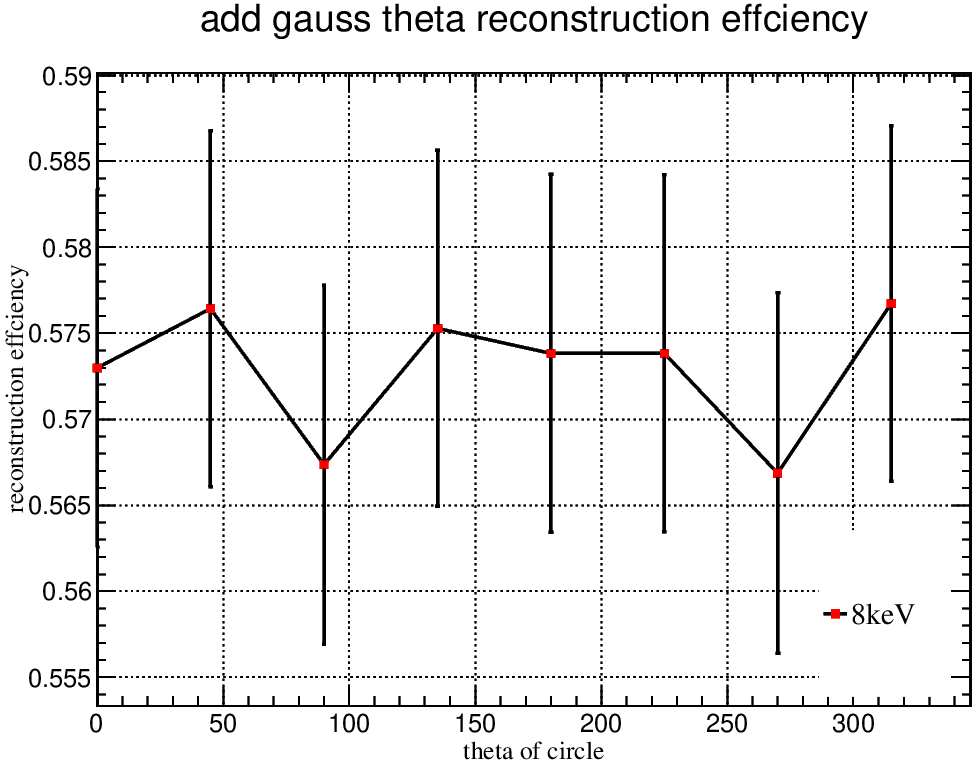 add gauss theta reconstruction effciency
0.59
0.585
0.58
0.575
0.57
0.565
0.56
0.555
reconstruction effciency
8keV
0 50 100 150 200 250 300
theta of circle